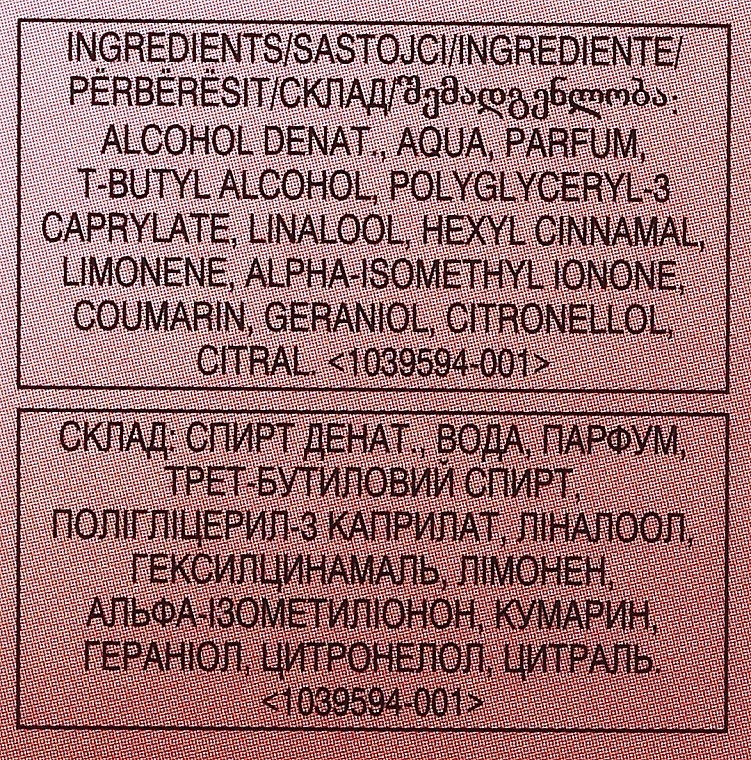 INGREDIENTS/SASTOJCI/INGREDIENTE/
PËRBËRËSIT/СКЛАД/შემადგენლობა:
ALCOHOL DENAT., AQUA, PARFUM,
T-BUTYL ALCOHOL, POLYGLYCERYL-3
CAPRYLATE, LINALOOL, HEXYL CINNAMAL,
LIMONENE, ALPHA-ISOMETHYL IONONE,
COUMARIN, GERANIOL, CITRONELLOL,
CITRAL. <1039594-001>
СКЛАД: СПИРТ ДЕНАТ., ВОДА, ПАРФУМ,
ТРЕТ-БУТИЛОВИЙ СПИРТ,
ПОЛІГЛІЦЕРИЛ-3 КАПРИЛАТ, ЛІНАЛООЛ,
ГЕКСИЛЦИНАМАЛЬ, ЛІМОНЕН,
АЛЬФА-ІЗОМЕТИЛІОНОН, КУМАРИН,
ГЕРАНІОЛ, ЦИТРОНЕЛОЛ, ЦИТРАЛЬ.
<1039594-001>